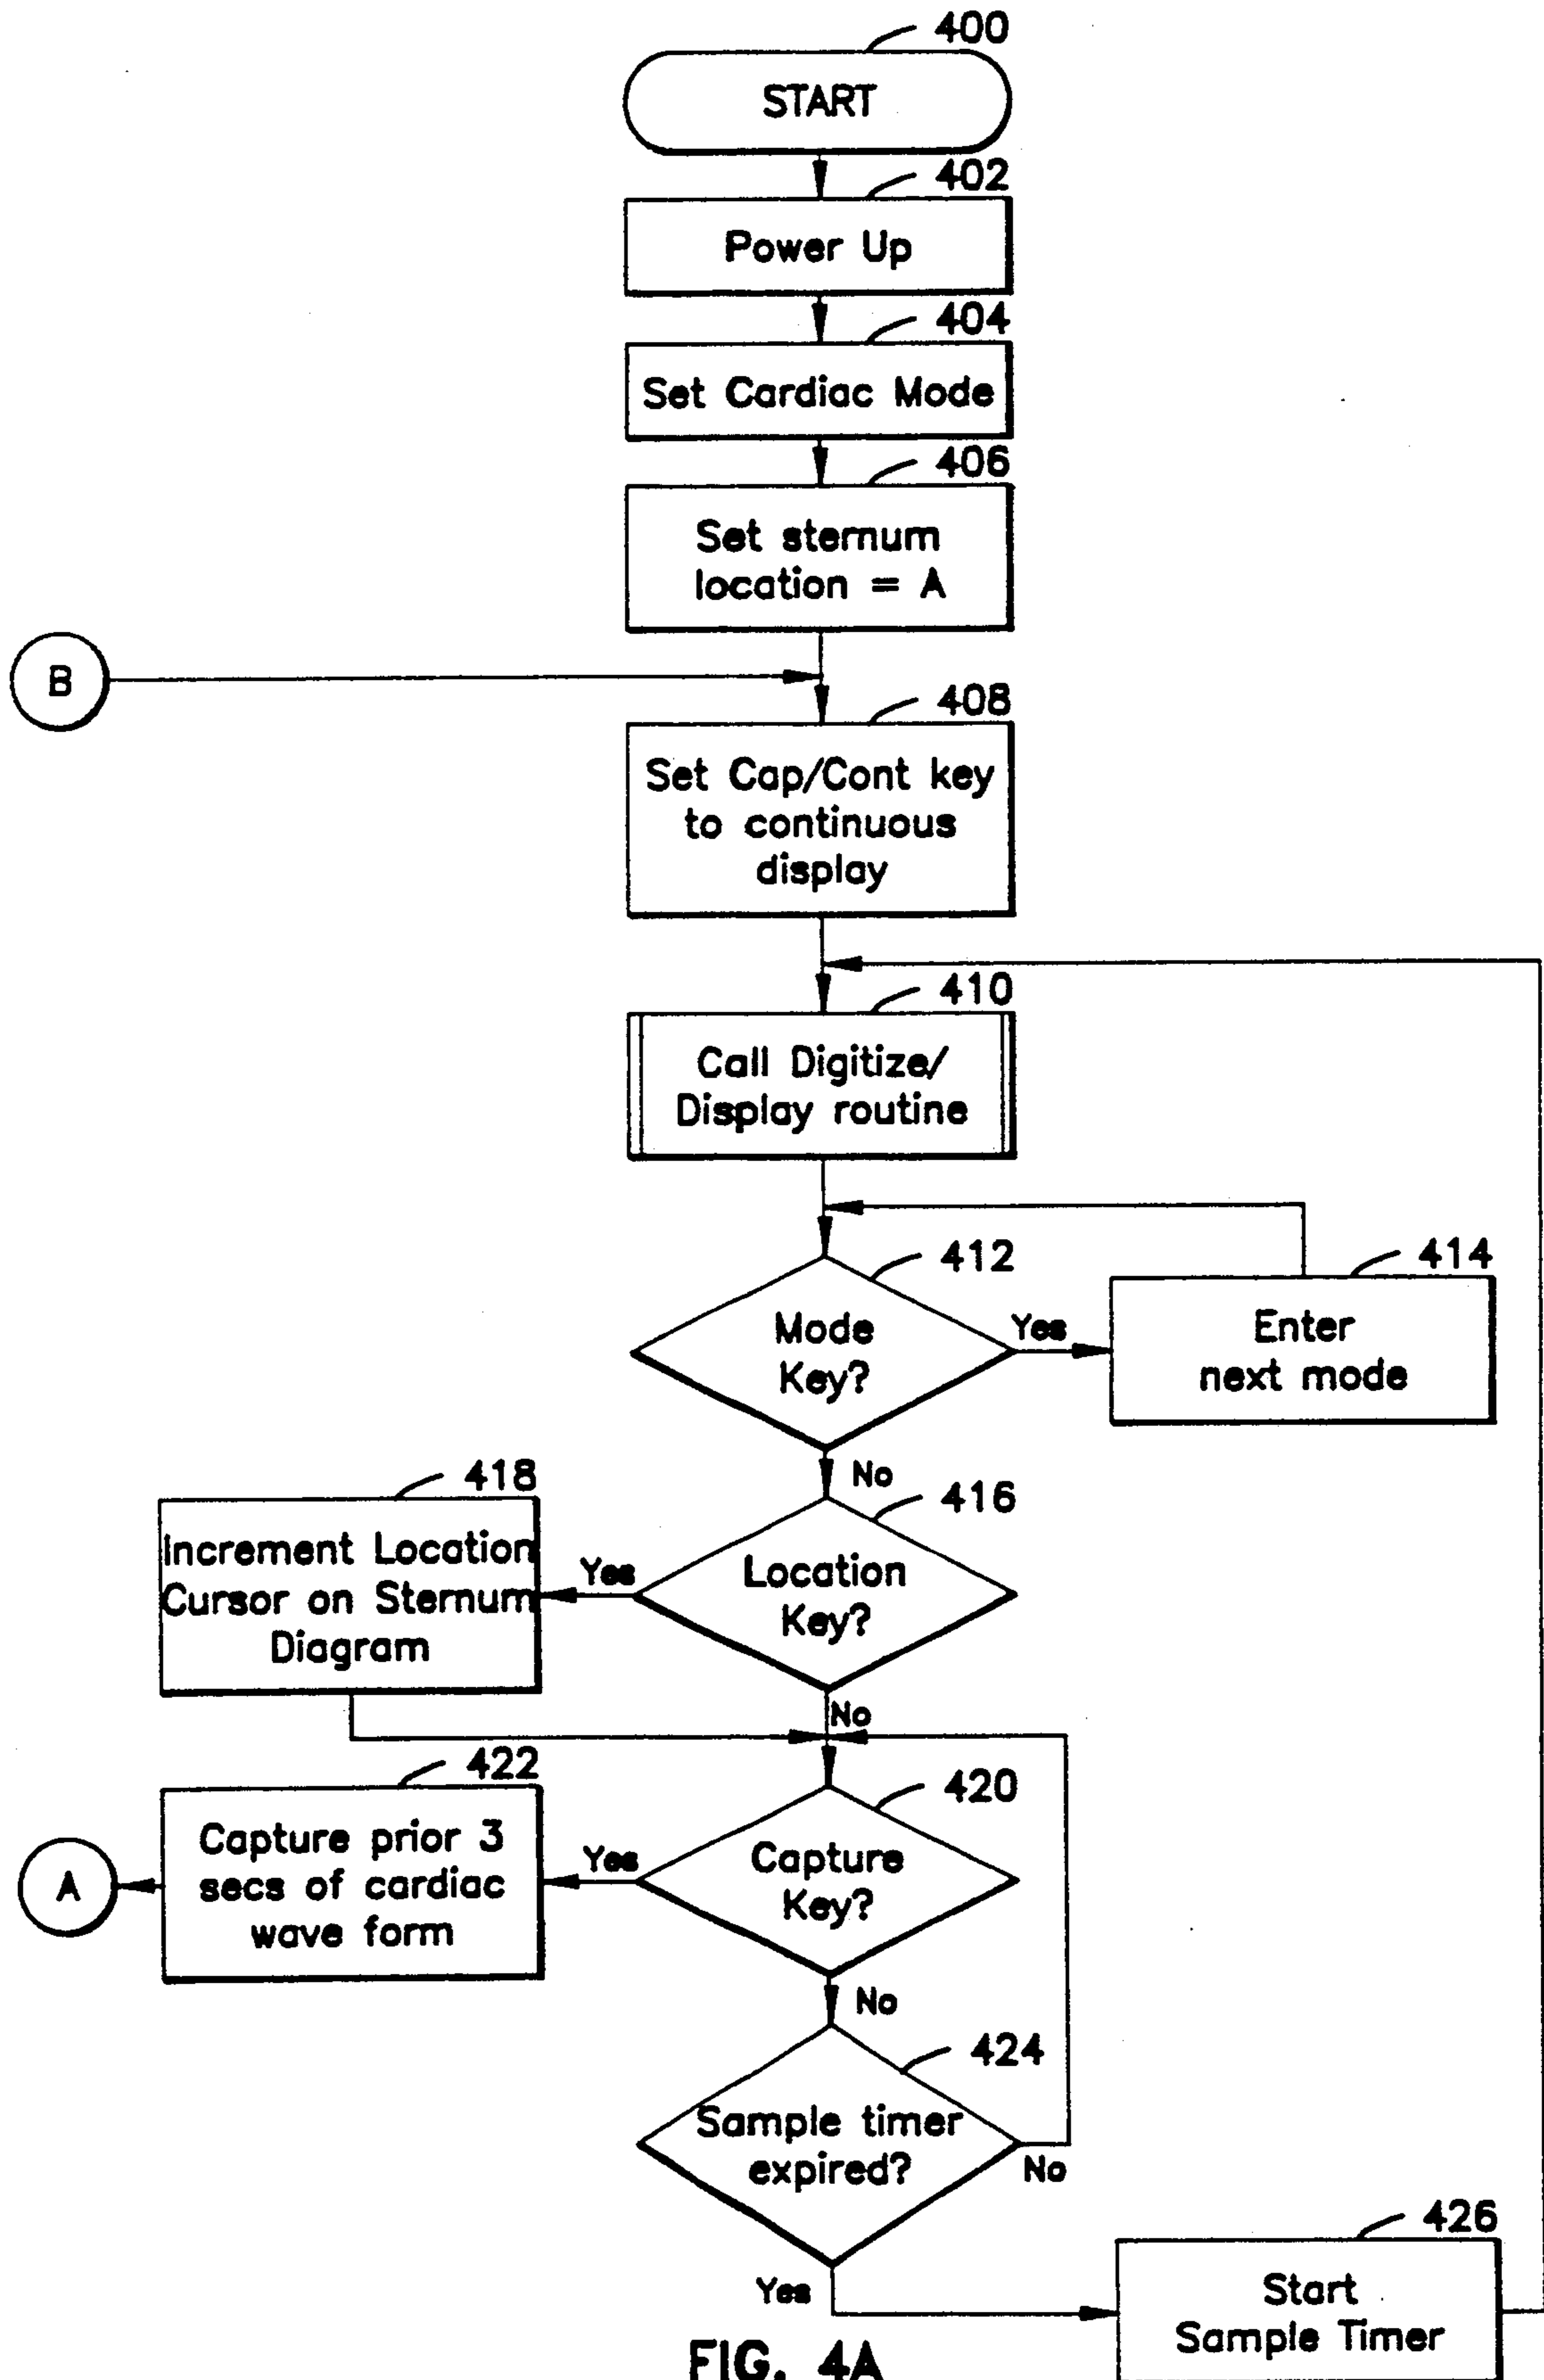 400
START
402
Power Up
404
Set Cardiac Mode
406
Set sternum
location = A
B
408
Set Cap/Cont key
to continuous
display
410
Call Digitize/
Display routine
412
Mode
Key?
Yes
414
Enter
next mode
No
416
Location
Key?
Yes
418
Increment Location
Cursor on Sternum
Diagram
No
420
Capture
Key?
Yes
422
Capture prior 3
secs of cardiac
wave form
A
No
424
Sample timer
expired?
No
Yes
426
Start
Sample Timer
FIG. 4A